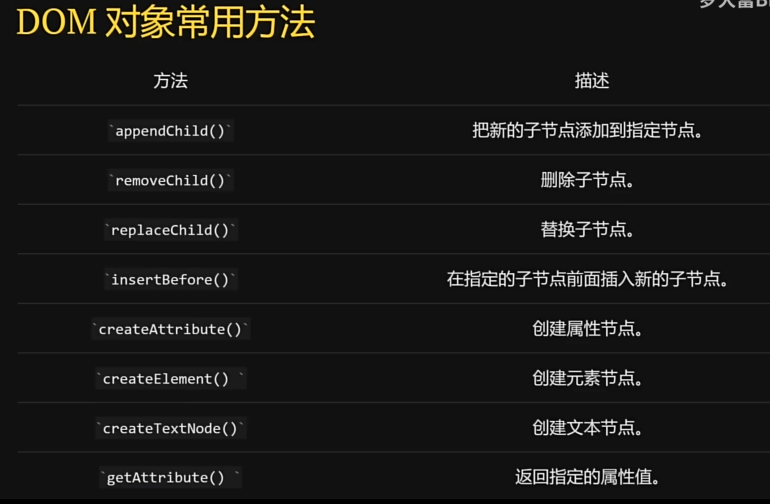 DOM 对象常用方法
方法 描述
`appendChild()` 把新的子节点添加到指定节点。
`removeChild()` 删除子节点。
`replaceChild()` 替换子节点。
`insertBefore()` 在指定的子节点前面插入新的子节点。
`createAttribute()` 创建属性节点。
`createElement() ` 创建元素节点。
`createTextNode()` 创建文本节点。
`getAttribute() ` 返回指定的属性值。